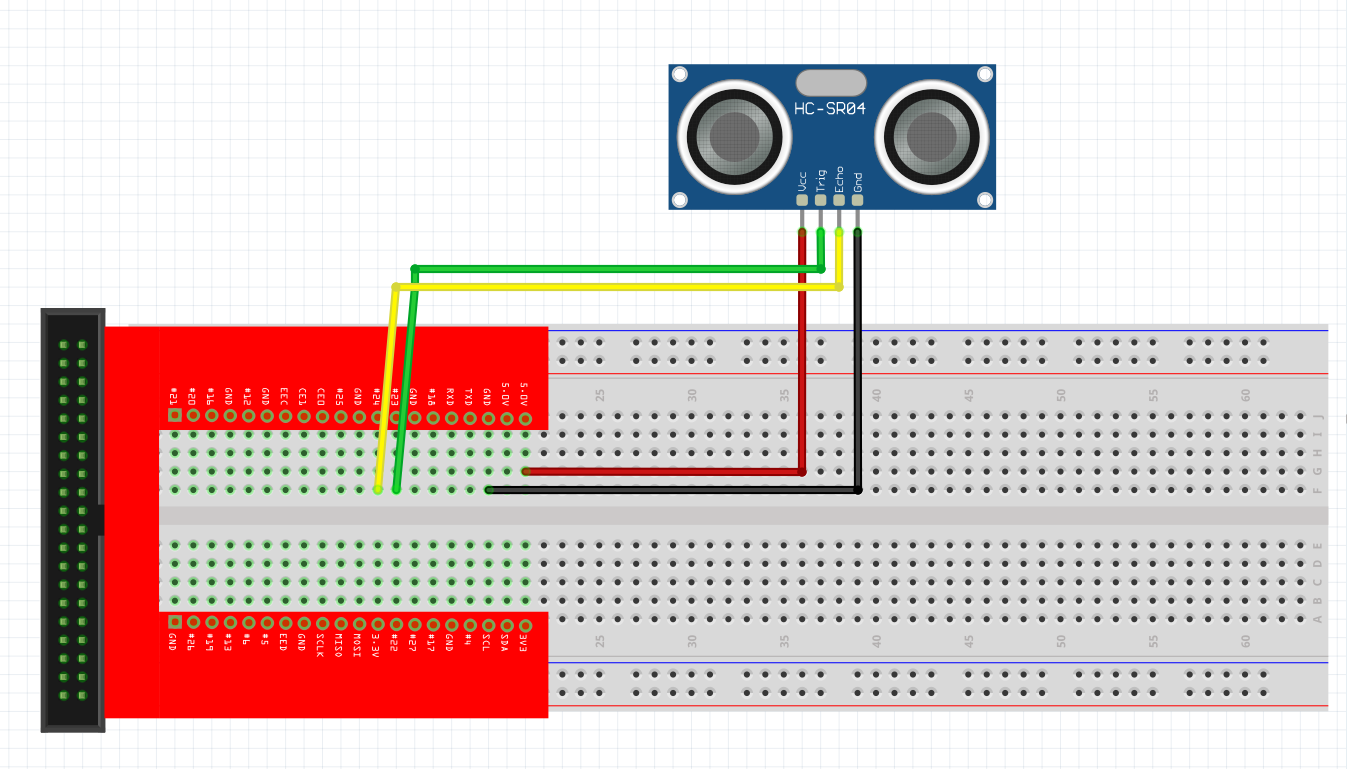 HC-SR04
Vcc
Trig
Echo
Gnd
#21
#20
#16
GND
#12
GND
EEC
CE1
CE0
#25
GND
#24
#23
GND
#18
RXD
TXD
GND
5.0V
5.0V
25 30 35 40 45 50 55 60
J
I
H
G
F
E
D
C
B
A
GND
#26
#19
#13
#6
#5
EED
GND
SCLK
MISO
MOSI
3.3V
#22
#27
#17
GND
#4
SCL
SDA
3V3
25 30 35 40 45 50 55 60